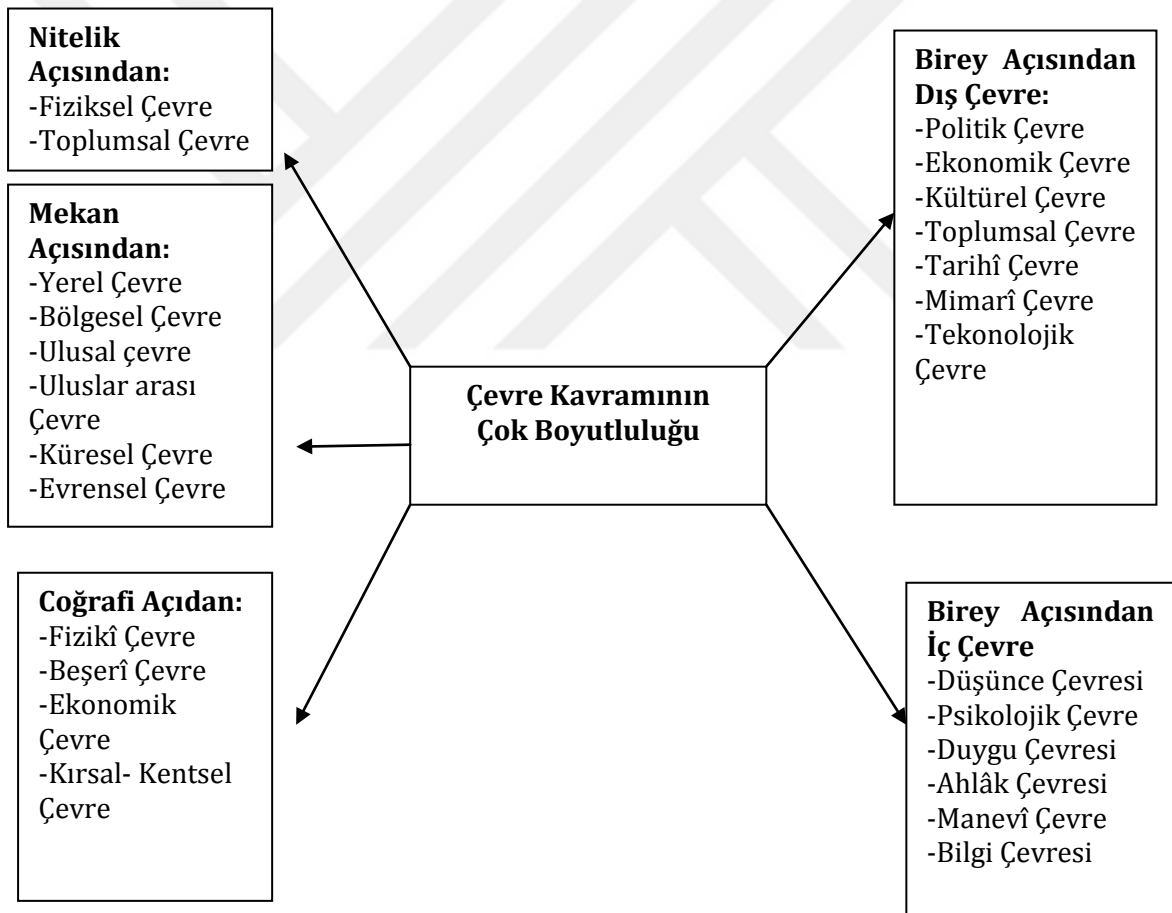 Nitelik
Açısından:
-Fiziksel Çevre
-Toplumsal Çevre
Mekan
Açısından:
-Yerel Çevre
-Bölgesel Çevre
-Ulusal çevre
-Uluslar arası
Çevre
-Küresel Çevre
-Evrensel Çevre
Coğrafi Açıdan:
-Fizikî Çevre
-Beşerî Çevre
-Ekonomik
Çevre
-Kırsal- Kentsel
Çevre
Çevre Kavramının
Çok Boyutluluğu
Birey Açısından
Dış Çevre:
-Politik Çevre
-Ekonomik Çevre
-Kültürel Çevre
-Toplumsal Çevre
-Tarihî Çevre
-Mimarî Çevre
-Tekonolojik
Çevre
Birey Açısından
İç Çevre
-Düşünce Çevresi
-Psikolojik Çevre
-Duygu Çevresi
-Ahlâk Çevresi
-Manevî Çevre
-Bilgi Çevresi